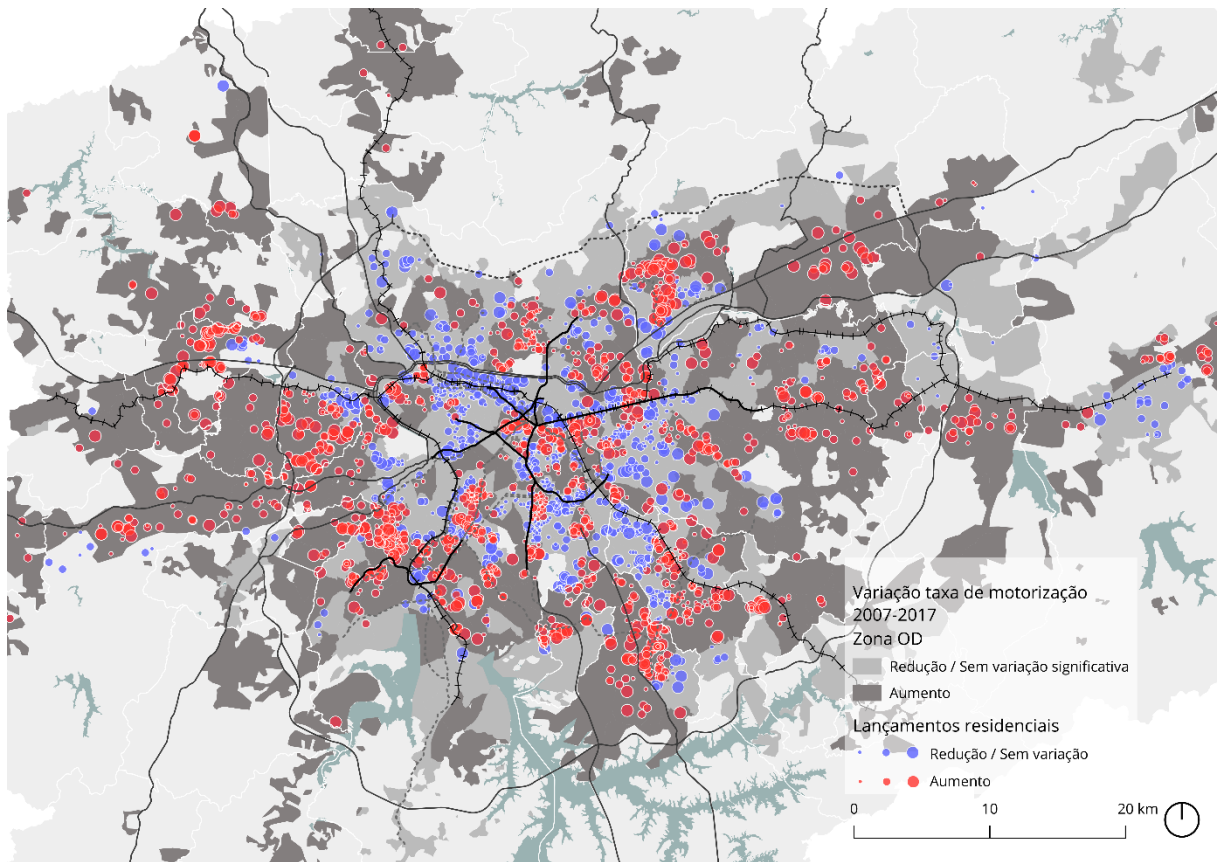 Variação taxa de motorização
2007-2017
Zona OD
Redução / Sem variação significativa
Aumento
Lançamentos residenciais
Redução / Sem variação
Aumento
0 10 20 km